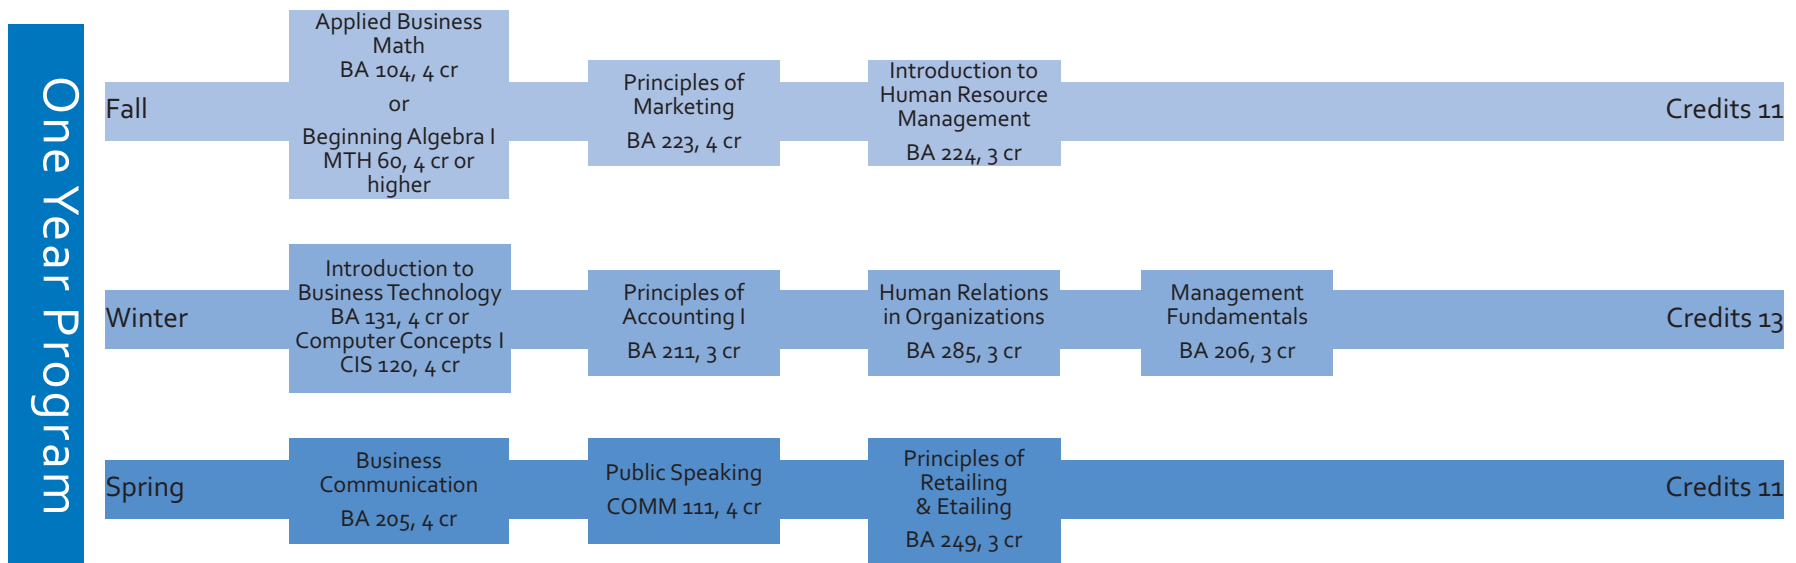 One Year Program
Fall
Applied Business
Math
BA 104, 4 cr
or
Beginning Algebra I
MTH 60, 4 cr or
higher
Principles of
Marketing
BA 223, 4 cr
Introduction to
Human Resource
Management
BA 224, 3 cr
Credits 11
Winter
Introduction to
Business Technology
BA 131, 4 cr or
Computer Concepts I
CIS 120, 4 cr
Principles of
Accounting I
BA 211, 3 cr
Human Relations
in Organizations
BA 285, 3 cr
Management
Fundamentals
BA 206, 3 cr
Credits 13
Spring
Business
Communication
BA 205, 4 cr
Public Speaking
COMM 111, 4 cr
Principles of
Retailing
& Etailing
BA 249, 3 cr
Credits 11